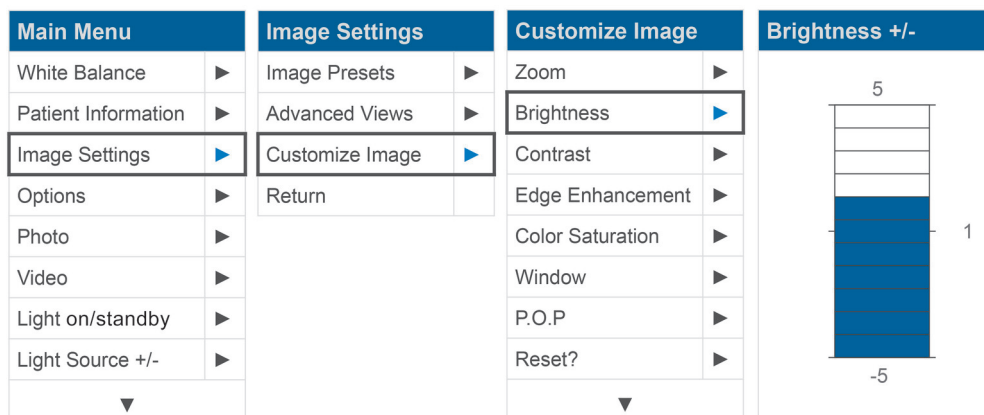 Main Menu
White Balance
Patient Information
Image Settings
Options
Photo
Video
Light on/standby
Light Source +/-
Image Settings
Image Presets
Advanced Views
Customize Image
Return
Customize Image
Zoom
Brightness
Contrast
Edge Enhancement
Color Saturation
Window
P.O.P
Reset?
Brightness +/-
5
1
-5